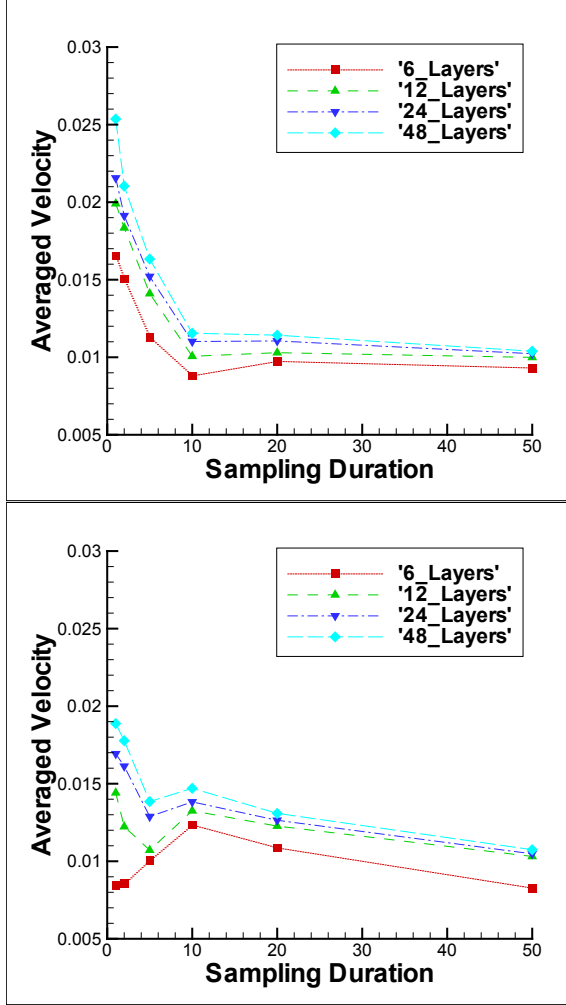 0.03
'6_Layers'
'12_Layers'
0.025
'24_Layers'
'48_Layers'
0.02
Averaged Velocity
0.015
0.01
0.005
0 10 20 30 40 50
Sampling Duration
0.03
'6_Layers'
'12_Layers'
0.025
'24_Layers'
'48_Layers'
0.02
Averaged Velocity
0.015
0.01
0.005
0 10 20 30 40 50
Sampling Duration